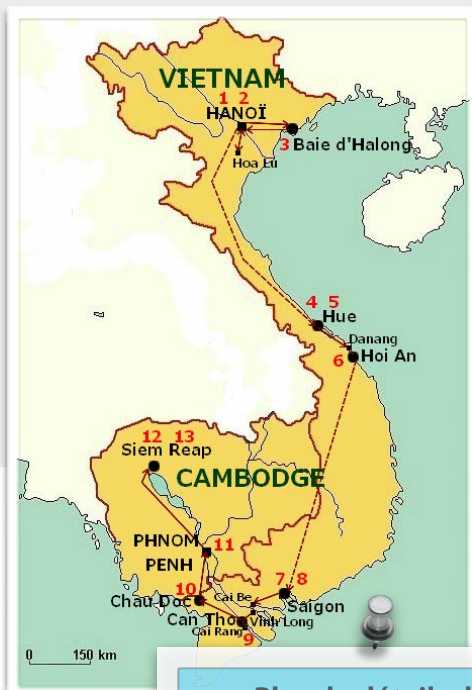 VIETNAM
1 2
HANOÏ
3 Baie d'Halong
Hoa Lu
4 5
Hue
Danang
6 Hoi An
12 13
Siem Reap
CAMBODGE
PHNOM 11
PENH
7 8
10 Cai Be
Chau Doc Saigon
Can Tho Vinh Long
Cai Rang
9
0 150 km